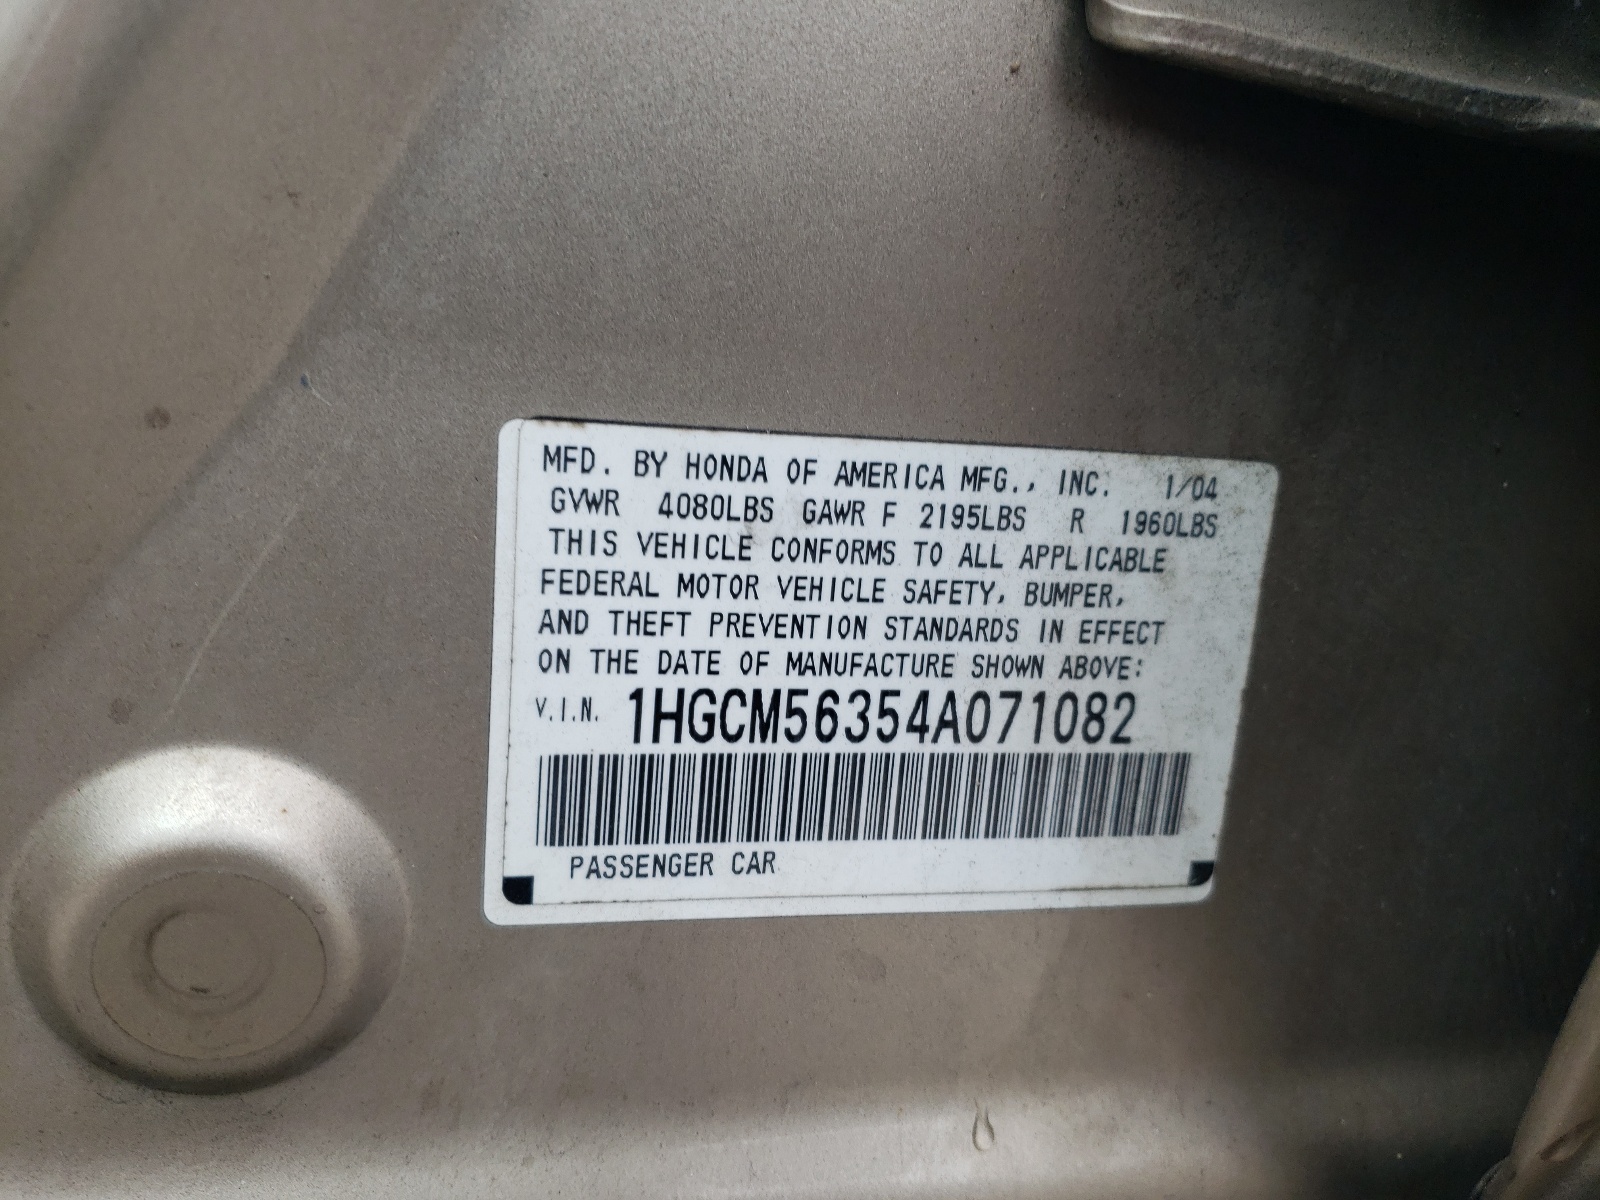 MFD. BY HONDA OF AMERICA MFG., INC. 1/04
GVWR 4080LBS GAWR F 2195LBS R 1960LBS
THIS VEHICLE CONFORMS TO ALL APPLICABLE
FEDERAL MOTOR VEHICLE SAFETY, BUMPER,
AND THEFT PREVENTION STANDARDS IN EFFECT
ON THE DATE OF MANUFACTURE SHOWN ABOVE:
V.I.N. 1HGCM56354A071082
PASSENGER CAR